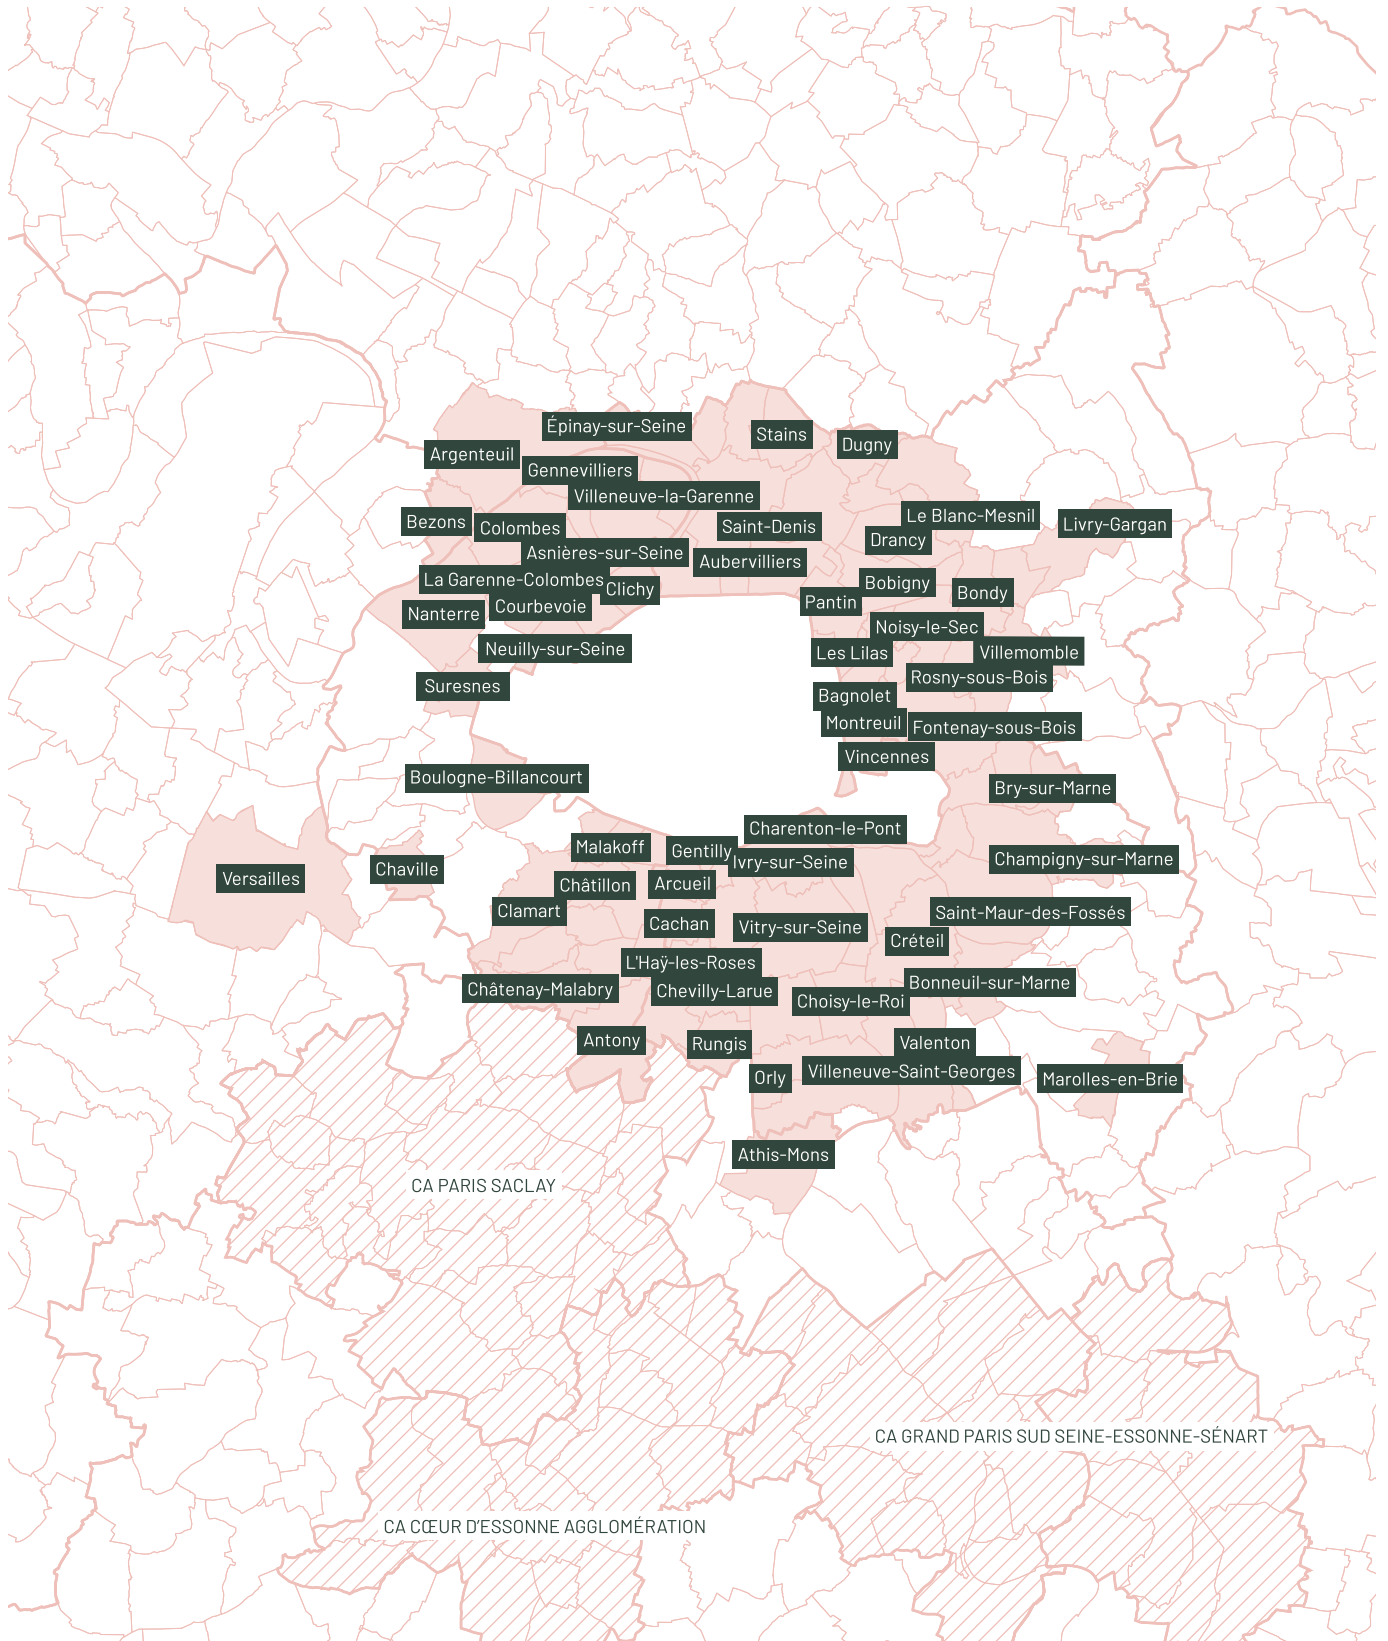 Épinay-sur-Seine
Stains
Dugny
Argenteuil
Gennevilliers
Villeneuve-la-Garenne
Bezons
Colombes
Saint-Denis
Le Blanc-Mesnil
Livry-Gargan
Drancy
Asnières-sur-Seine
Aubervilliers
La Garenne-Colombes
Clichy
Bobigny
Bondy
Pantin
Nanterre
Courbevoie
Noisy-le-Sec
Neuilly-sur-Seine
Les Lilas
Villemomble
Rosny-sous-Bois
Suresnes
Bagnolet
Montreuil
Fontenay-sous-Bois
Vincennes
Boulogne-Billancourt
Bry-sur-Marne
Charenton-le-Pont
Malakoff
Gentilly
Ivry-sur-Seine
Champigny-sur-Marne
Versailles
Chaville
Châtillon
Arcueil
Clamart
Saint-Maur-des-Fossés
Cachan
Vitry-sur-Seine
Créteil
L'Haÿ-les-Roses
Bonneuil-sur-Marne
Châtenay-Malabry
Chevilly-Larue
Choisy-le-Roi
Antony
Rungis
Valenton
Villeneuve-Saint-Georges
Orly
Marolles-en-Brie
Athis-Mons
CA PARIS SACLAY
CA GRAND PARIS SUD SEINE-ESSONNE-SÉNART
CA CŒUR D’ESSONNE AGGLOMÉRATION